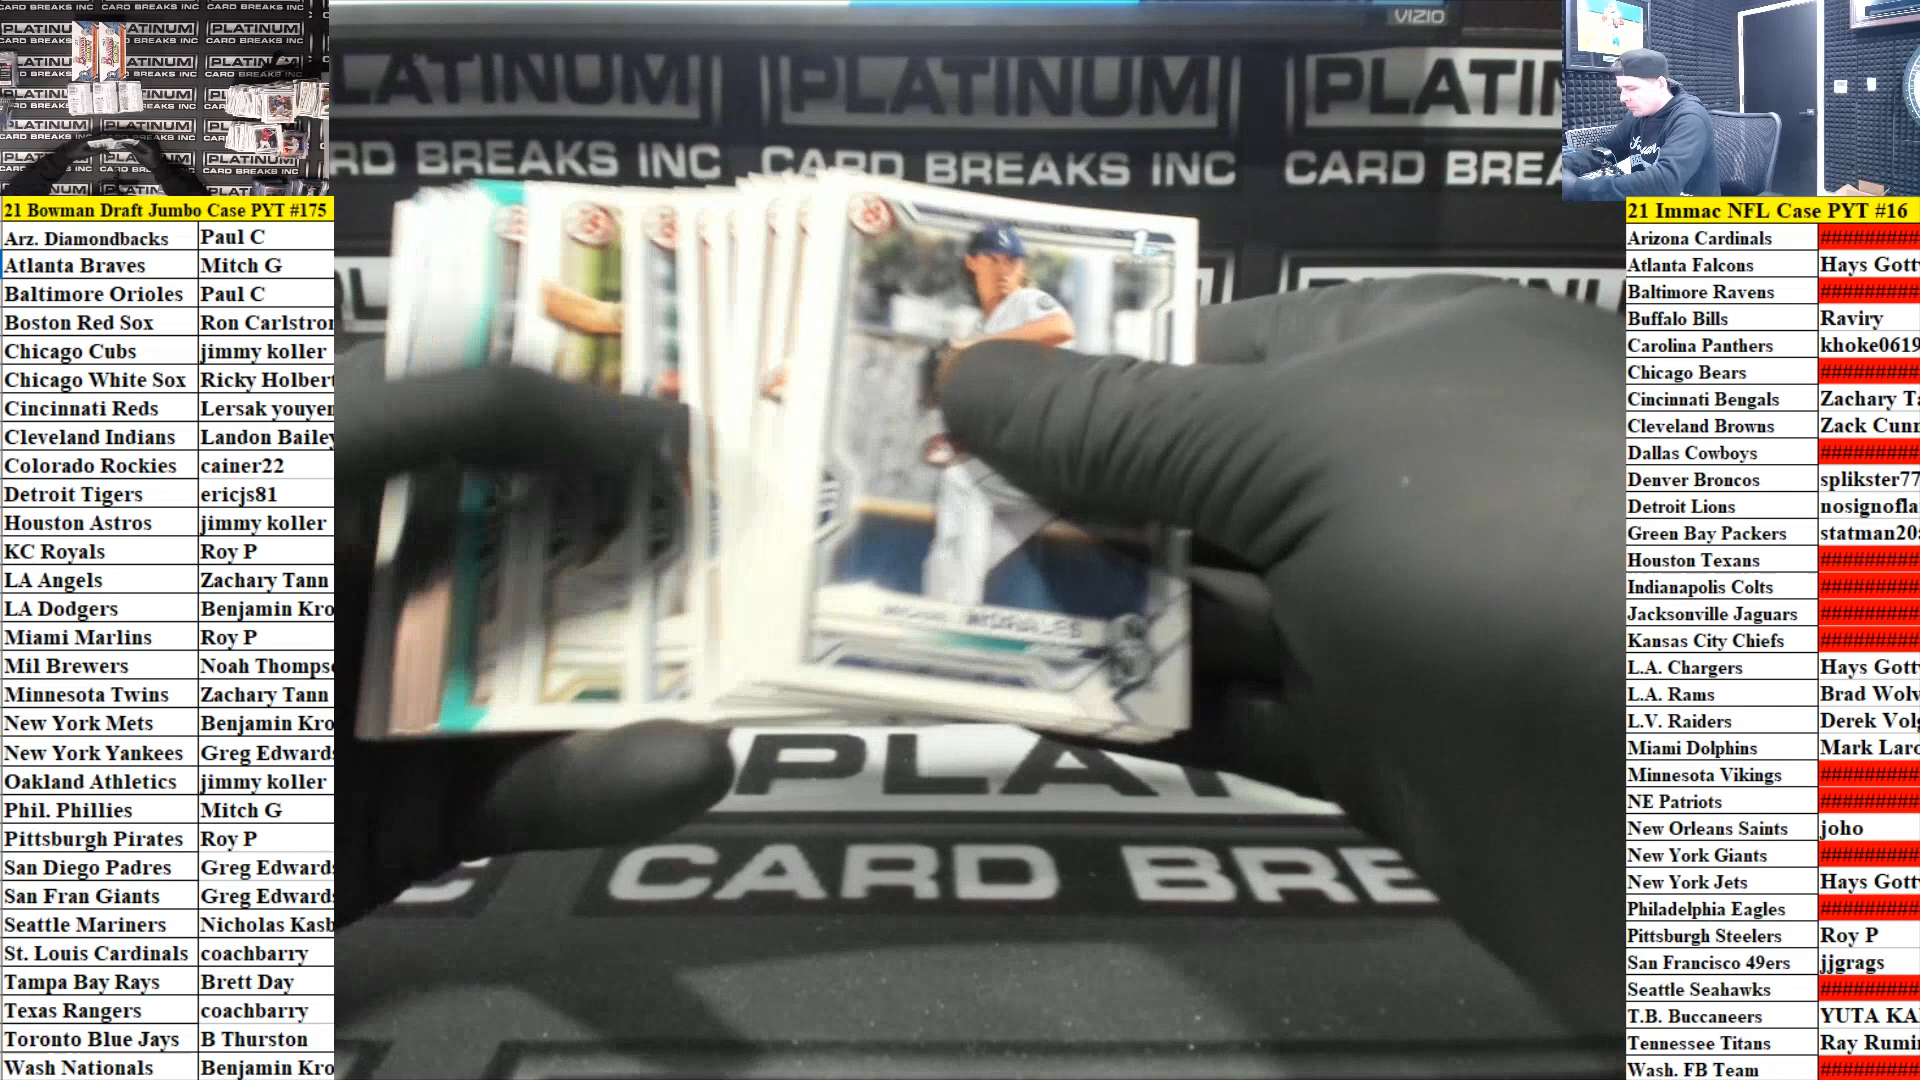 VIZIO
PLATINUM PLATINUM PLATIN
RD BREAKS INC CARD BREAKS INC CARD BREA
PLAT
CARD BRE
21 Bowman Draft Jumbo Case PYT #175
Arz. Diamondbacks Paul C
Atlanta Braves Mitch G
Baltimore Orioles Paul C
Boston Red Sox Ron Carlstror
Chicago Cubs jimmy koller
Chicago White Sox Ricky Holbert
Cincinnati Reds Lersak youyen
Cleveland Indians Landon Bailey
Colorado Rockies cainer22
Detroit Tigers ericjs81
Houston Astros jimmy koller
KC Royals Roy P
LA Angels Zachary Tann
LA Dodgers Benjamin Kro
Miami Marlins Roy P
Mil Brewers Noah Thompso
Minnesota Twins Zachary Tann
New York Mets Benjamin Kro
New York Yankees Greg Edwards
Oakland Athletics jimmy koller
Phil. Phillies Mitch G
Pittsburgh Pirates Roy P
San Diego Padres Greg Edwards
San Fran Giants Greg Edwards
Seattle Mariners Nicholas Kasb
St. Louis Cardinals coachbarry
Tampa Bay Rays Brett Day
Texas Rangers coachbarry
Toronto Blue Jays B Thurston
Wash Nationals Benjamin Kro
MORALES
21 Immac NFL Case PYT #16
Arizona Cardinals ##########
Atlanta Falcons Hays Gotty
Baltimore Ravens ##########
Buffalo Bills Raviry
Carolina Panthers khoke0619
Chicago Bears ##########
Cincinnati Bengals Zachary Ta
Cleveland Browns Zack Cunn
Dallas Cowboys ##########
Denver Broncos splikster77
Detroit Lions nosignofla
Green Bay Packers statman20
Houston Texans ##########
Indianapolis Colts ##########
Jacksonville Jaguars ##########
Kansas City Chiefs ##########
L.A. Chargers Hays Gotty
L.A. Rams Brad Wolv
L.V. Raiders Derek Volg
Miami Dolphins Mark Laro
Minnesota Vikings ##########
NE Patriots ##########
New Orleans Saints joho
New York Giants ##########
New York Jets Hays Gotty
Philadelphia Eagles ##########
Pittsburgh Steelers Roy P
San Francisco 49ers jjgrags
Seattle Seahawks ##########
T.B. Buccaneers YUTA KA
Tennessee Titans Ray Rumi
Wash. FB Team ##########